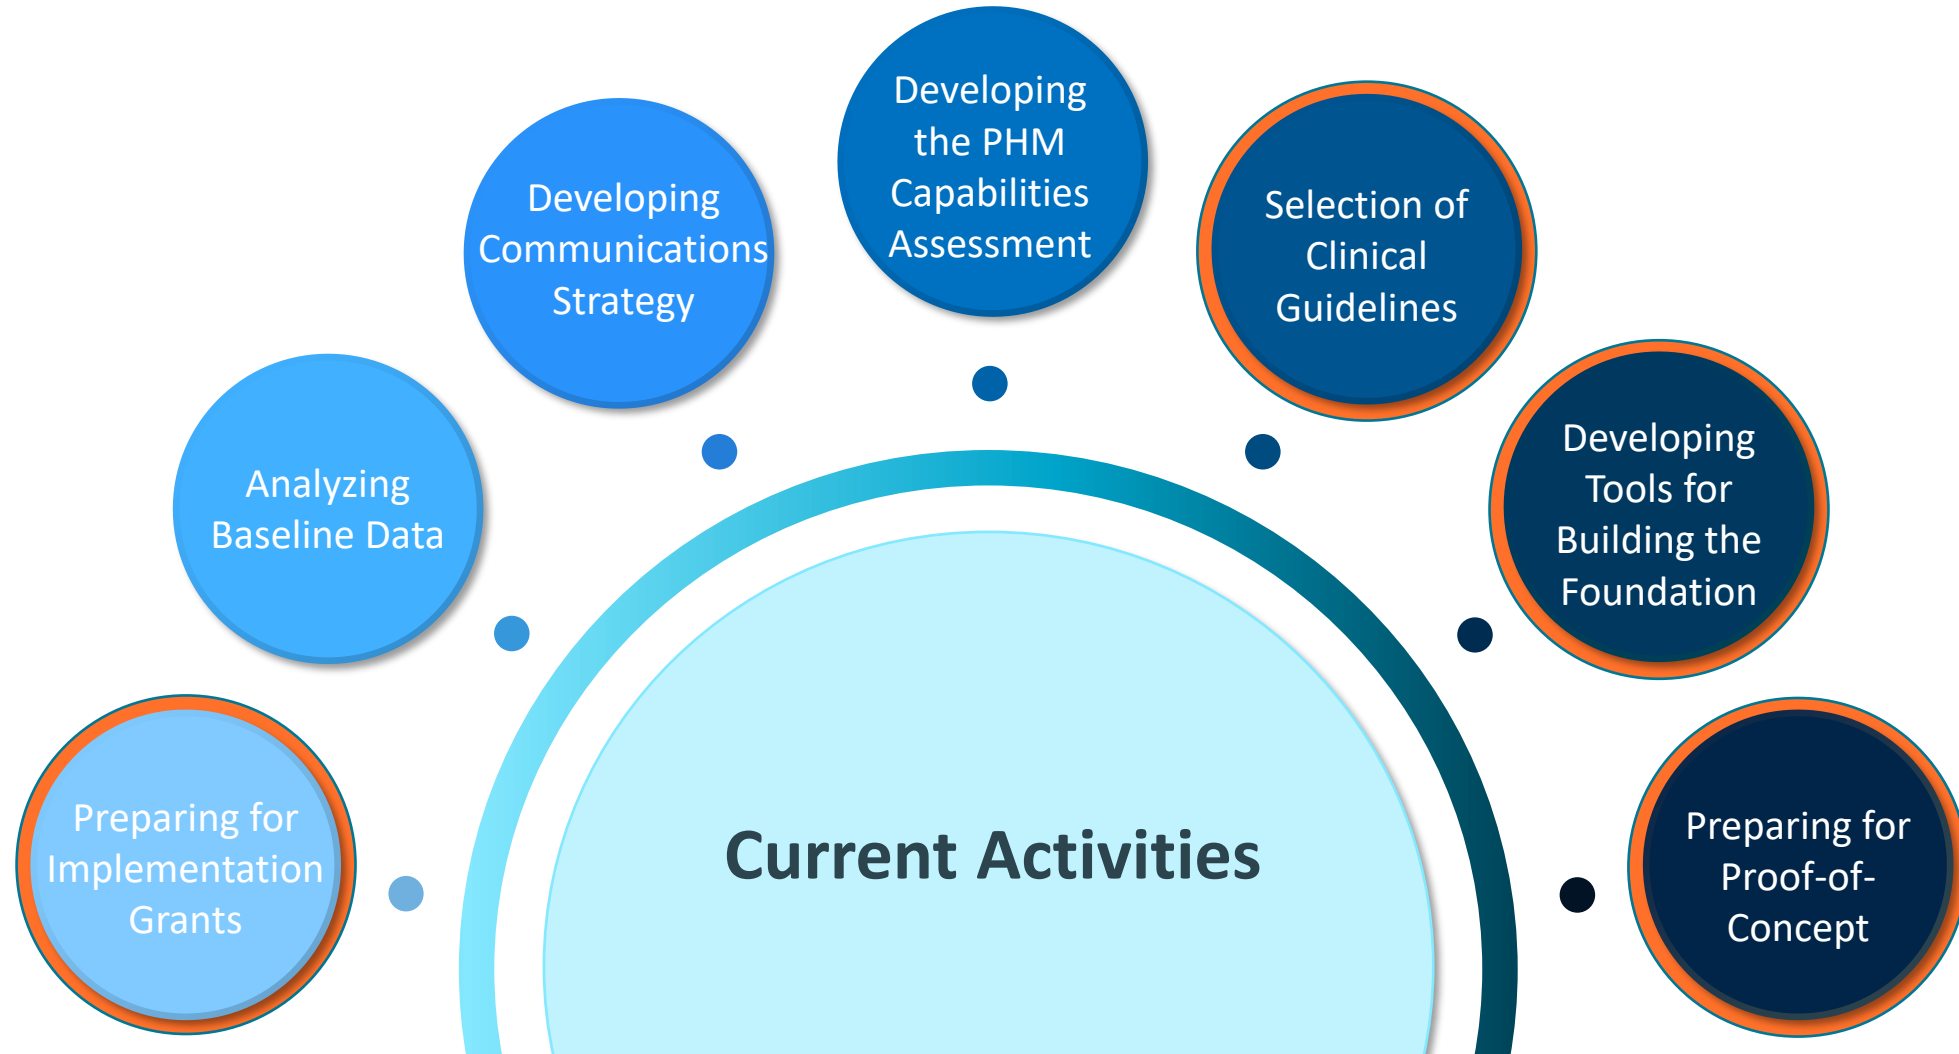 Developing
the PHM
Capabilities
Assessment
Developing
Communications
Strategy
Selection of
Clinical
Guidelines
Analyzing
Baseline Data
Developing
Tools for
Building the
Foundation
Preparing for
Implementation
Grants
Current Activities
Preparing for
Proof-of-
Concept